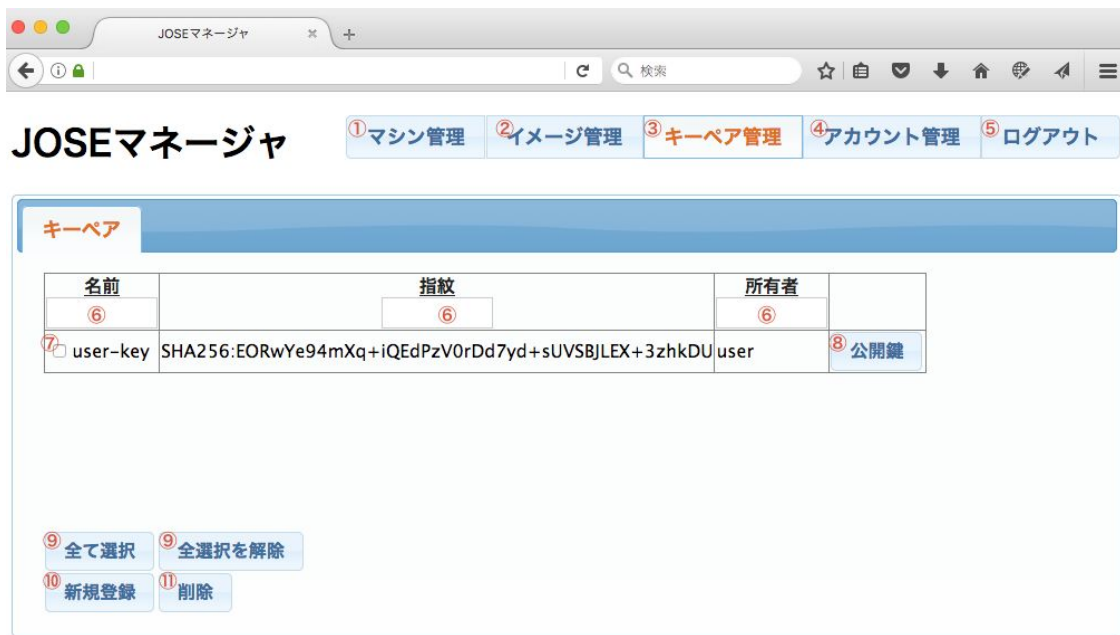 JOSEマネージャ
検索
JOSEマネージャ
①マシン管理 ②イメージ管理 ③キーペア管理 ④アカウント管理 ⑤ログアウト
キーペア
名前 指紋 所有者
⑥ ⑥ ⑥
⑦ user-key SHA256:EORwYe94mXq+iQEdPzV0rDd7yd+sUVSBJLEX+3zhkDU user ⑧公開鍵
⑨全て選択 ⑨全選択を解除
⑩新規登録 ⑪削除